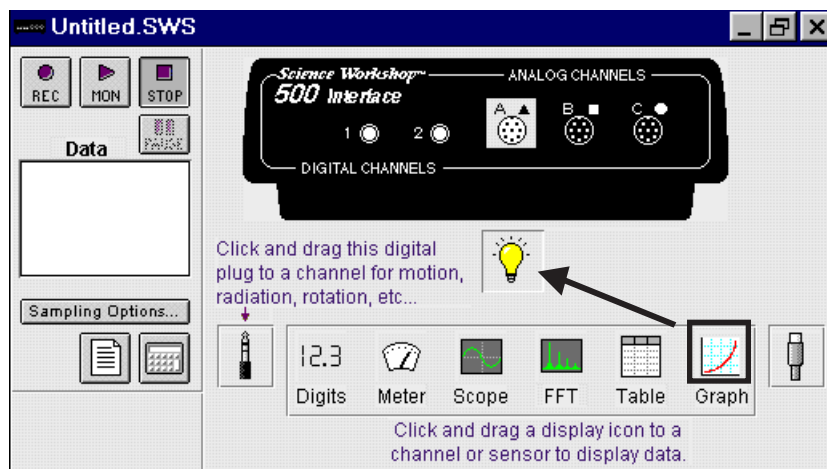 Untitled.SWS
REC MON STOP
PAUSE
Data
Sampling Options...
Science Workshop™ ANALOG CHANNELS
500 Interface
A B C
1 2
DIGITAL CHANNELS
Click and drag this digital
plug to a channel for motion,
radiation, rotation, etc...
12.3
Digits Meter Scope FFT Table Graph
Click and drag a display icon to a
channel or sensor to display data.